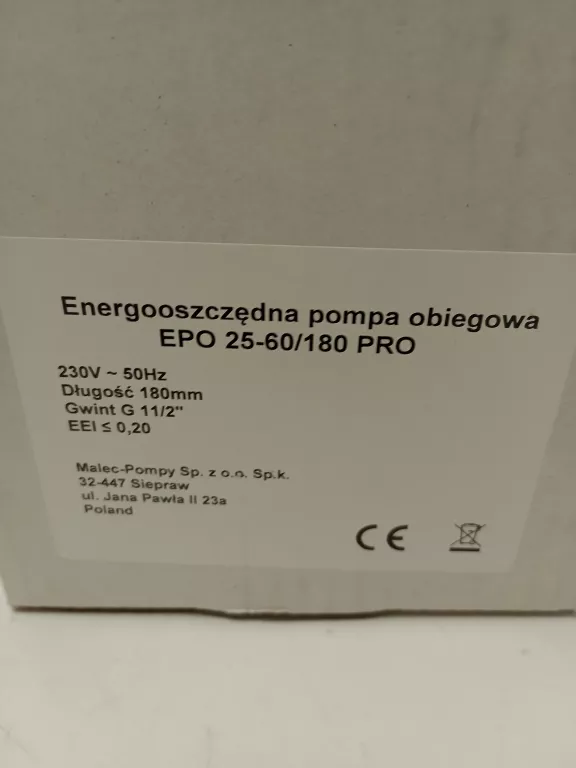 Energooszczędna pompa obiegowa
EPO 25-60/180 PRO
230V ~ 50Hz
Długość 180mm
Gwint G 11/2"
EEI ≤ 0,20
Malec-Pompy Sp. z o.o. Sp.k.
32-447 Siepraw
ul. Jana Pawła II 23a
Poland
CE